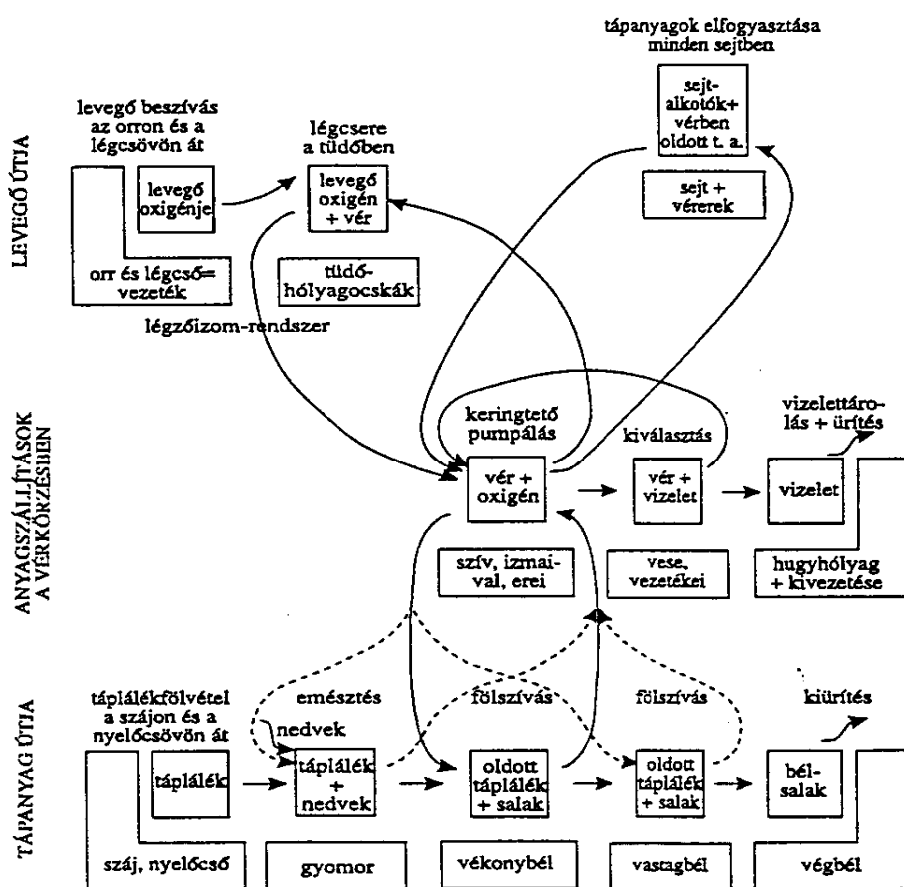 tápanyagok elfogyasztása
minden sejtben
sejt-
alkotók+
vérben
oldott t. a.
sejt +
vérerek
LEVEGŐ ÚTJA
levegő beszívás
az orron és a
légcsövön át
levegő
oxigénje
orr és légcső=
vezeték
légcsere
a tüdőben
levegő
oxigén
+ vér
tüdő-
hólyagocskák
légzőizom-rendszer
ANYAGSZÁLLÍTÁSOK
A VÉRKÖRZÉSBEN
keringtető
pumpálás
vér +
oxigén
szív, izmai-
val, erei
kiválasztás
vér +
vizelet
vese,
vezetékei
vizelettáro-
lás + ürítés
vizelet
hugyhólyag
+ kivezetése
TÁPANYAG ÚTJA
táplálékfölvétel
a szájon és a
nyelőcsövön át
táplálék
száj, nyelőcső
emésztés
nedvek
táplálék
+
nedvek
gyomor
fölszívás
oldott
táplálék
+ salak
vékonybél
fölszívás
oldott
táplálék
+ salak
vastagbél
kiürítés
bél-
salak
végbél